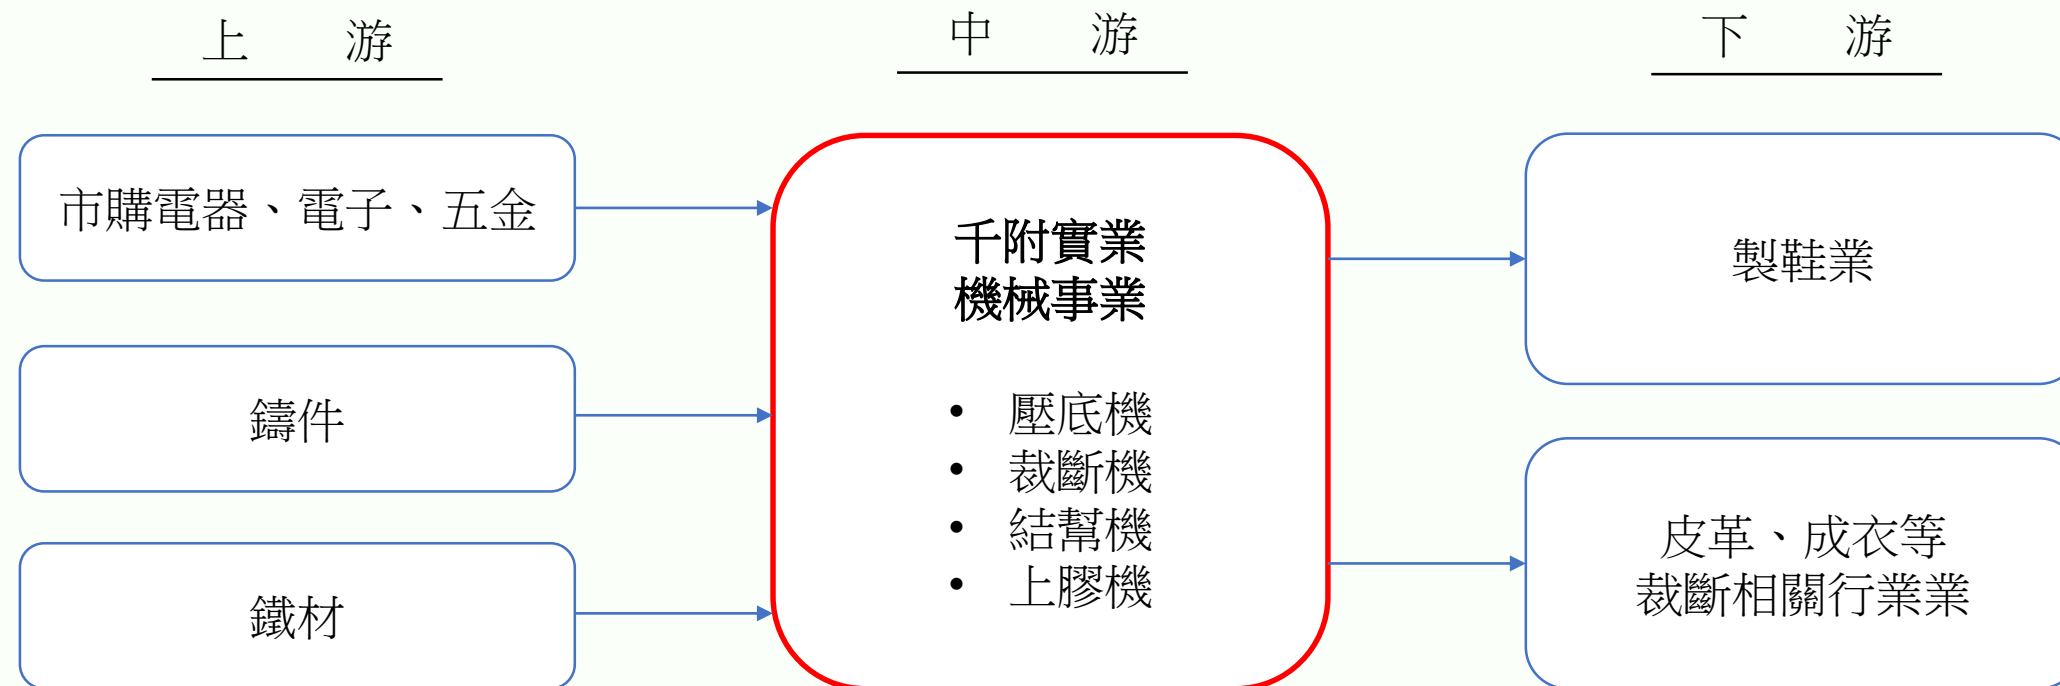 上 游
中 游
下 游
市購電器、電子、五金
鑄件
鐵材
千附實業
機械事業
• 壓底機
• 裁斷機
• 結幫機
• 上膠機
製鞋業
皮革、成衣等
裁斷相關行業業